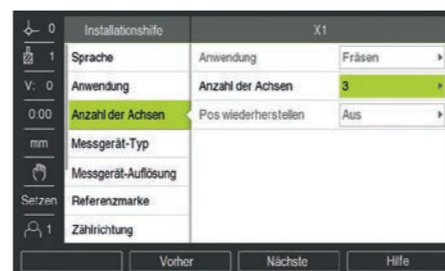 0 Installationshilfe X1
1 Sprache Anwendung Fräsen
V: 0 Anwendung Anzahl der Achsen 3
0:00 Anzahl der Achsen Pos wiederherstellen Aus
mm Messgerät-Typ
Messgerät-Auflösung
Setzen Referenzmarke
1 Zählrichtung
Vorher Nächste Hilfe